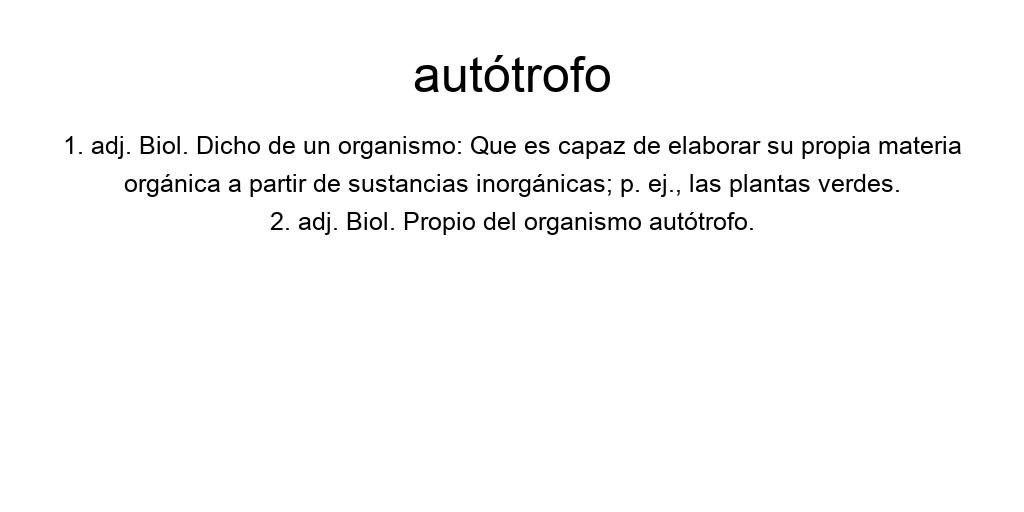 autótrofo
1. adj. Biol. Dicho de un organismo: Que es capaz de elaborar su propia materia
orgánica a partir de sustancias inorgánicas; p. ej., las plantas verdes.
2. adj. Biol. Propio del organismo autótrofo.